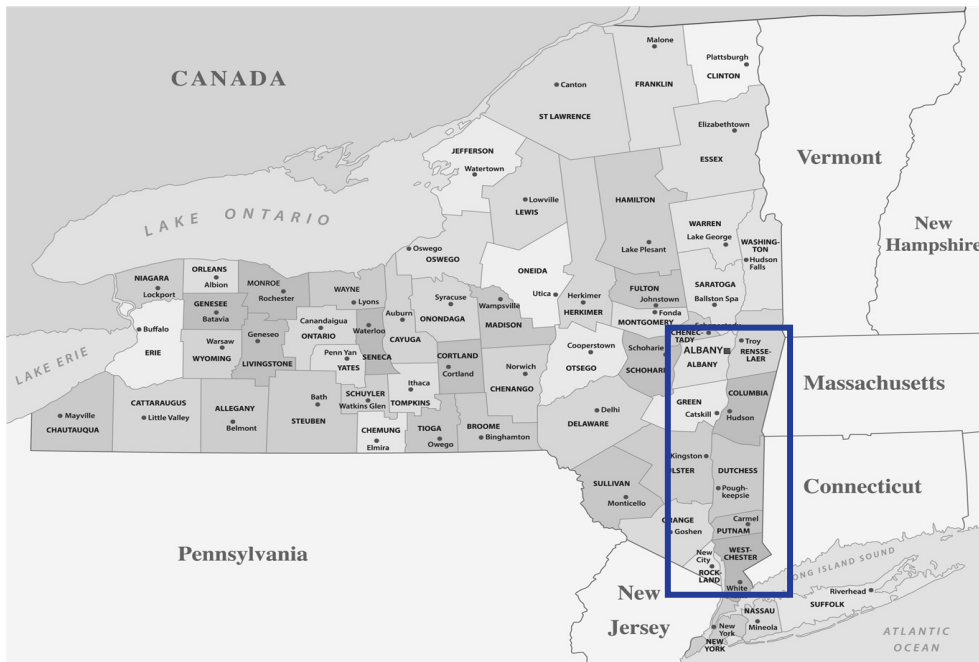 Malone
Plattsburgh
CLINTON
CANADA
Canton
FRANKLIN
ST LAWRENCE
Elizabethtown
ESSEX
Vermont
JEFFERSON
Watertown
Lowville
LEWIS
HAMILTON
LAKE ONTARIO
WARREN
Lake George
WASHING-
TON
New
Hampshire
Lake Plesant
Oswego
OSWEGO
Hudson
Falls
ONEIDA
ORLEANS
Albion
NIAGARA
Lockport
MONROE
Rochester
WAYNE
Lyons
Syracuse
ONONDAGA
Wampsville
MADISON
Utica
Herkimer
HERKIMER
FULTON
Johnstown
Fonda
MONTGOMERY
SARATOGA
Ballston Spa
GENESEE
Batavia
Auburn
CAYUGA
Canandaigua
ONTARIO
Waterloo
SENECA
Buffalo
ERIE
Warsaw
WYOMING
Geneseo
LIVINGSTONE
Penn Yan
YATES
CORTLAND
Cortland
Cooperstown
OTSEGO
Schoharie
SCHOHARI
CHENEC-
TADY
ALBANY
ALBANY
Troy
RENSSE-
LAER
LAKE ERIE
Massachusetts
Norwich
CHENANGO
Ithaca
TOMPKINS
CATTARAUGUS
Little Valley
Mayville
CHAUTAUQUA
ALLEGANY
Belmont
Bath
STEUBEN
SCHUYLER
Watkins Glen
CHEMUNG
Elmira
TIOGA
Owego
BROOME
Binghamton
Delhi
DELAWARE
GREEN
Catskill
COLUMBIA
Hudson
Kingston
ULSTER
DUTCHESS
Pough-
keepsie
Connecticut
SULLIVAN
Monticello
ORANGE
Goshen
Carmel
PUTNAM
Pennsylvania
New
City
ROCK-
LAND
WEST-
CHESTER
White
LONG ISLAND SOUND
New
Jersey
Riverhead
SUFFOLK
NASSAU
Mineola
New
York
NEW
YORK
ATLANTIC
OCEAN